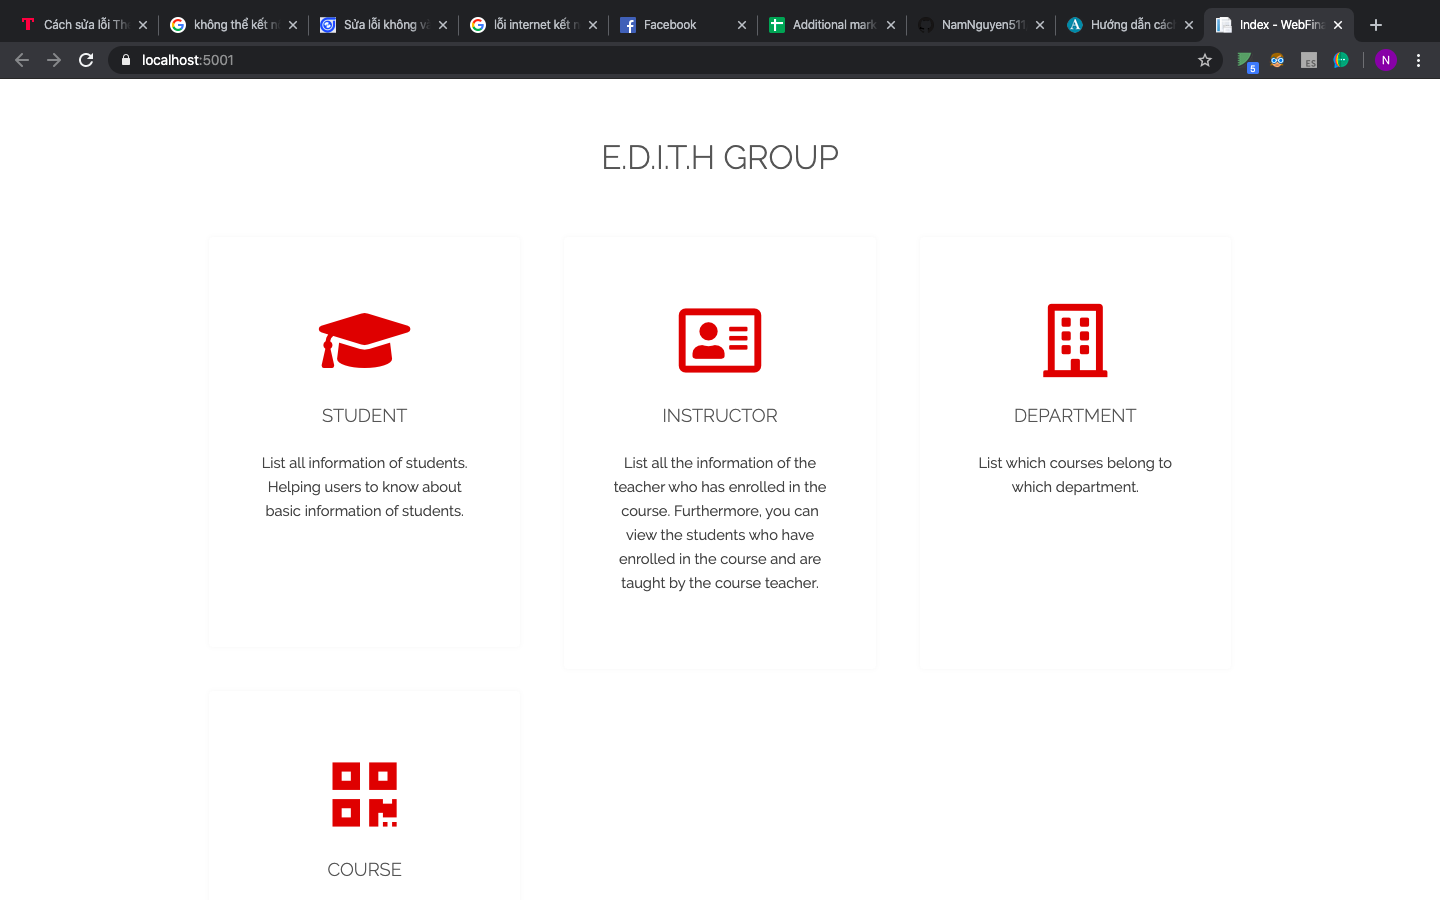 Cách sửa lỗi
không thể kết
Sửa lỗi không
lỗi internet kết
Facebook
Additional mark
NamNguyen511
Hướng dẫn
Index - WebFina
localhost:5001
5
ES
N
E.D.I.T.H GROUP
STUDENT
List all information of students.
Helping users to know about
basic information of students.
INSTRUCTOR
List all the information of the
teacher who has enrolled in the
course. Furthermore, you can
view the students who have
enrolled in the course and are
taught by the course teacher.
DEPARTMENT
List which courses belong to
which department.
COURSE